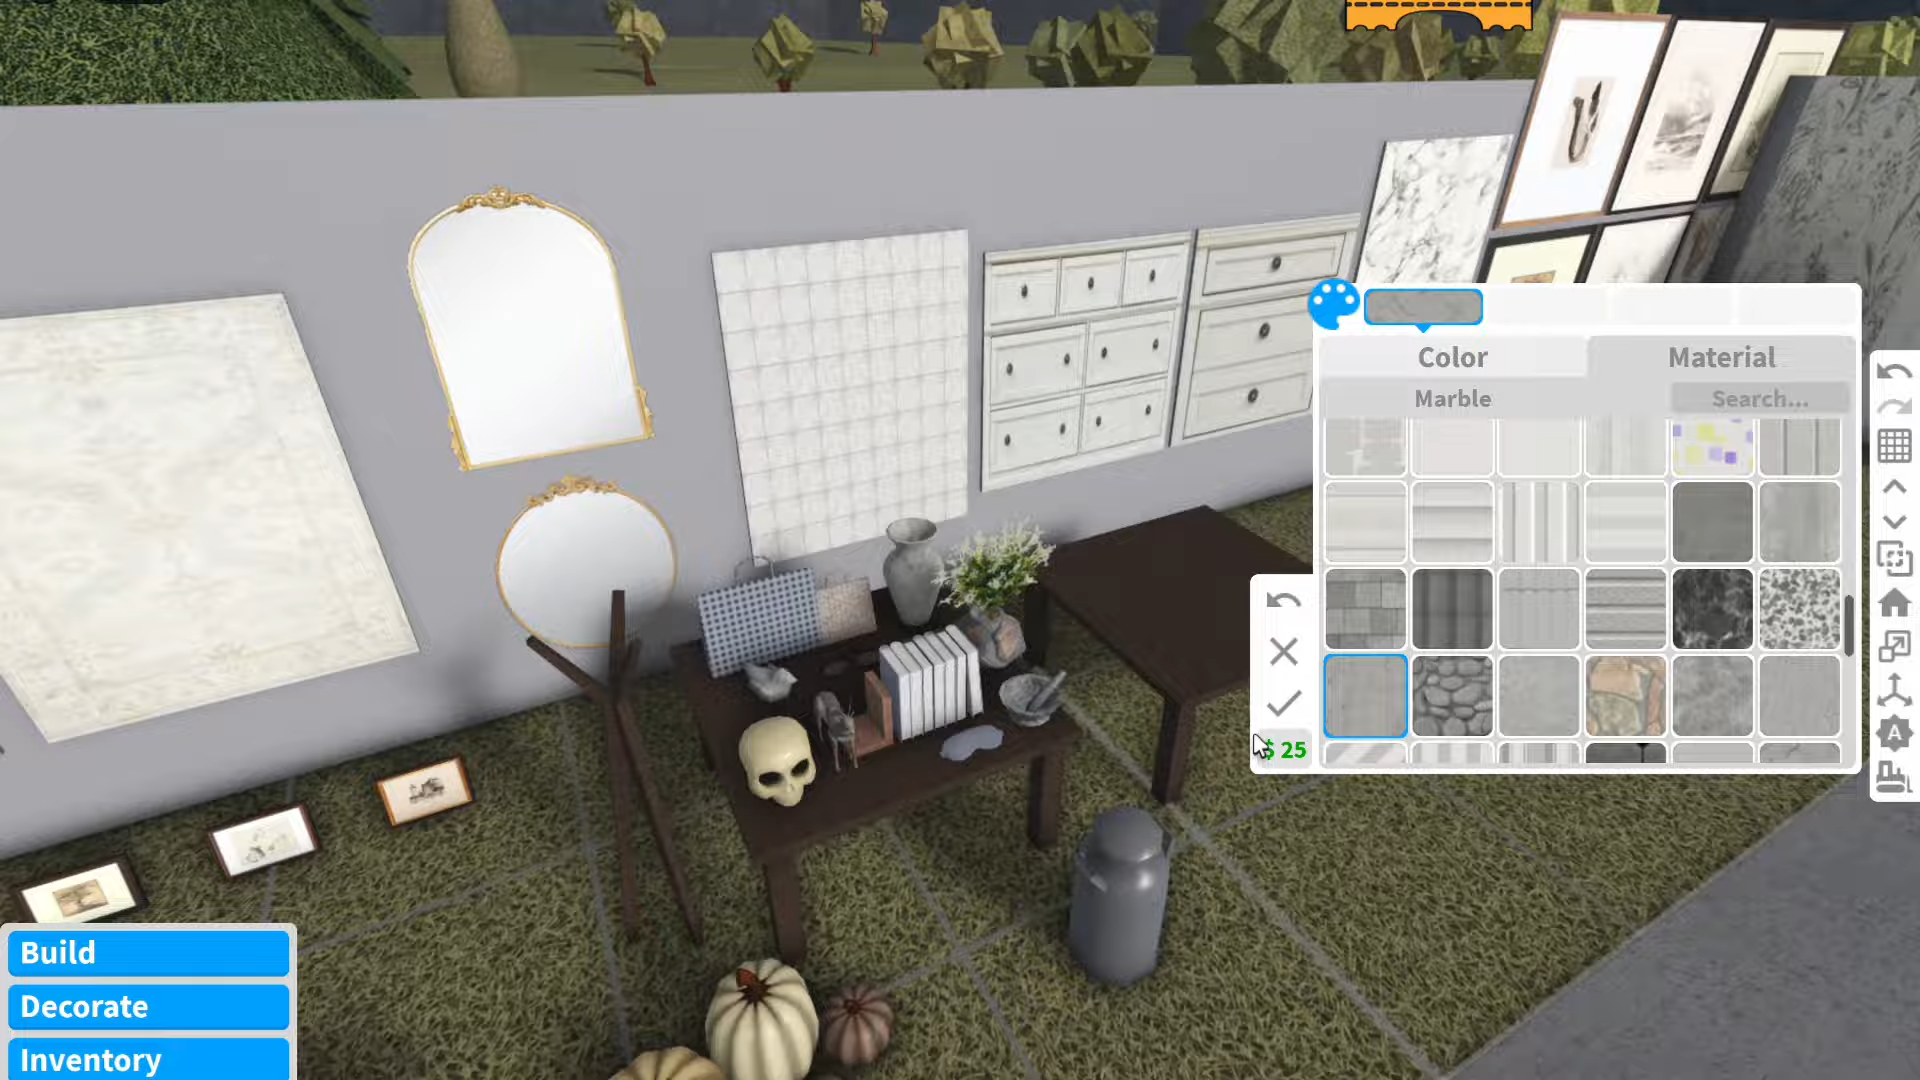 Color
Material
Marble
Search...
$ 25
A
Build
Decorate
Inventory